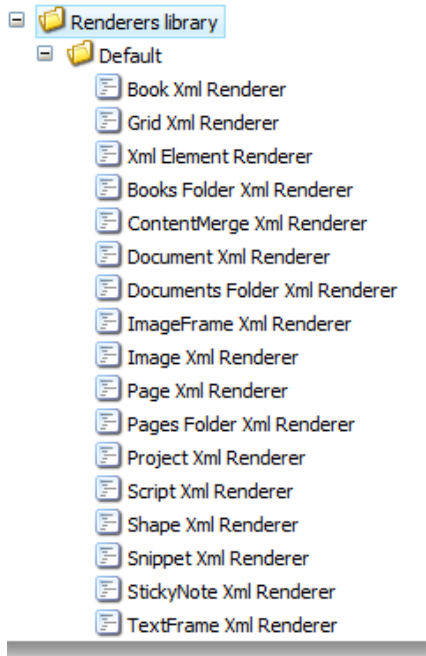 Renderers library
Default
Book Xml Renderer
Grid Xml Renderer
Xml Element Renderer
Books Folder Xml Renderer
ContentMerge Xml Renderer
Document Xml Renderer
Documents Folder Xml Renderer
ImageFrame Xml Renderer
Image Xml Renderer
Page Xml Renderer
Pages Folder Xml Renderer
Project Xml Renderer
Script Xml Renderer
Shape Xml Renderer
Snippet Xml Renderer
StickyNote Xml Renderer
TextFrame Xml Renderer